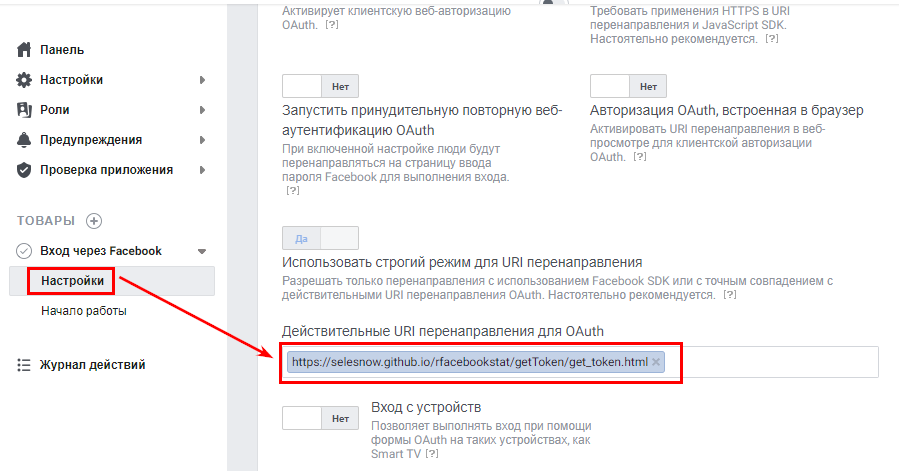 Панель
Настройки
Роли
Предупреждения
Проверка приложения
ТОВАРЫ
Вход через Facebook
Настройки
Начало работы
Журнал действий
Активирует клиентскую веб-авторизацию
OAuth. [?]
Требовать применения HTTPS в URI
перенаправления и JavaScript SDK.
Настоятельно рекомендуется. [?]
Нет
Запустить принудительную повторную веб-
аутентификацию OAuth
При включенной настройке люди будут
перенаправляться на страницу ввода
пароля Facebook для выполнения входа.
[?]
Нет
Авторизация OAuth, встроенная в браузер
Активировать URI перенаправления в веб-
просмотре для клиентской авторизации
OAuth. [?]
Да
Использовать строгий режим для URI перенаправления
Разрешать только перенаправления с использованием Facebook SDK или с точным совпадением с
действительными URI перенаправления OAuth. Настоятельно рекомендуется. [?]
Действительные URI перенаправления для OAuth
https://selesnow.github.io/rfacebookstat/getToken/get_token.html
Нет
Вход с устройств
Позволяет выполнять вход при помощи
формы OAuth на таких устройствах, как
Smart TV [?]